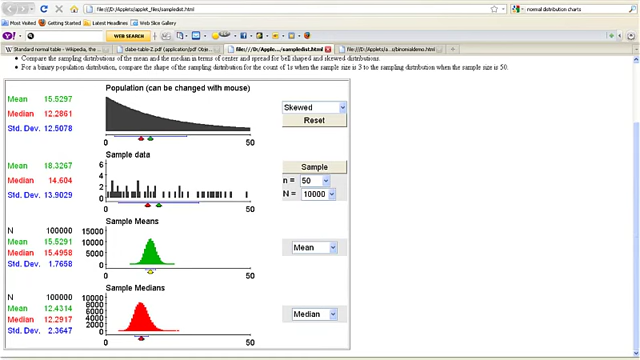 applet_ file:///D:/Applets/applet/sampledist.html
normal distribution charts
Most Visited Getting Started Latest Headlines Web Slice Gallery
WEB SEARCH
Standard normal table - Wikipedia, the ... dabe-table-Z.pdf (application/pdf Obje... file:///D:/Apple...sampledist.html file:///D:/Applets/a...binomialdemo.html
• Compare the sampling distributions of the mean and the median in terms of center and spread for bell shaped and skewed distributions.
• For a binary population distribution, compare the shape of the sampling distribution for the count of 1s when the sample size is 3 to the sampling distribution when the sample size is 50.
Population (can be changed with mouse)
Mean 15.5297
Median 12.2861
Std. Dev. 12.5078
0 50
Skewed
Reset
Sample data
Mean 18.3267
Median 14.604
Std. Dev. 13.9029
6
4
2
0
0 50
Sample
n = 50
N = 10000
Sample Means
N 100000
Mean 15.5291
Median 15.4958
Std. Dev. 1.7658
15000
10000
5000
0
0 50
Mean
Sample Medians
N 100000
Mean 12.4314
Median 12.2917
Std. Dev. 2.3647
10000
8000
6000
4000
2000
0
0 50
Median